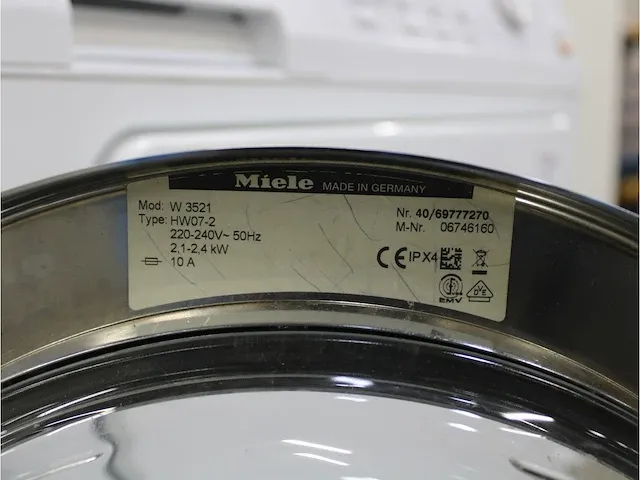 Miele MADE IN GERMANY
Mod: W 3521
Type: HW07-2
220-240V~ 50Hz
2,1-2,4 kW
10 A
Nr. 40/69777270
M-Nr. 06746160
CE IPX4
EMV
VDE